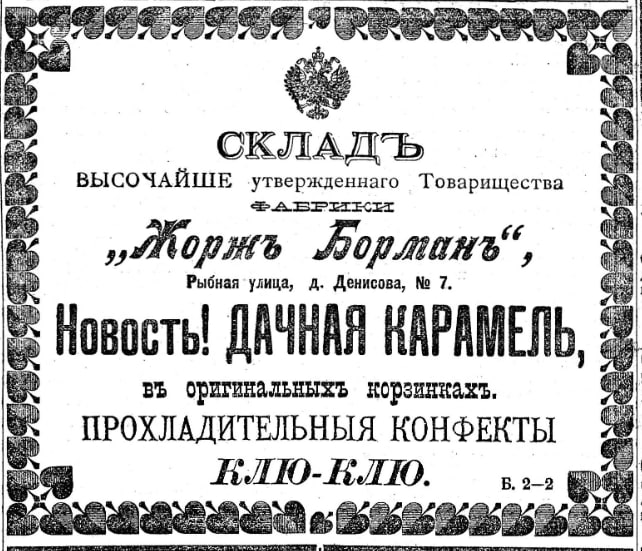 СКЛАДЪ
ВЫСОЧАЙШЕ утвержденнаго Товарищества
ФАБРИКИ
„Жоржъ Борманъ“,
Рыбная улица, д. Денисова, № 7.
Новость! ДАЧНАЯ КАРАМЕЛЬ,
въ оригинальныхъ корзинкахъ.
ПРОХЛАДИТЕЛЬНЫЯ КОНФЕКТЫ
КЛЮ-КЛЮ.
Б. 2—2